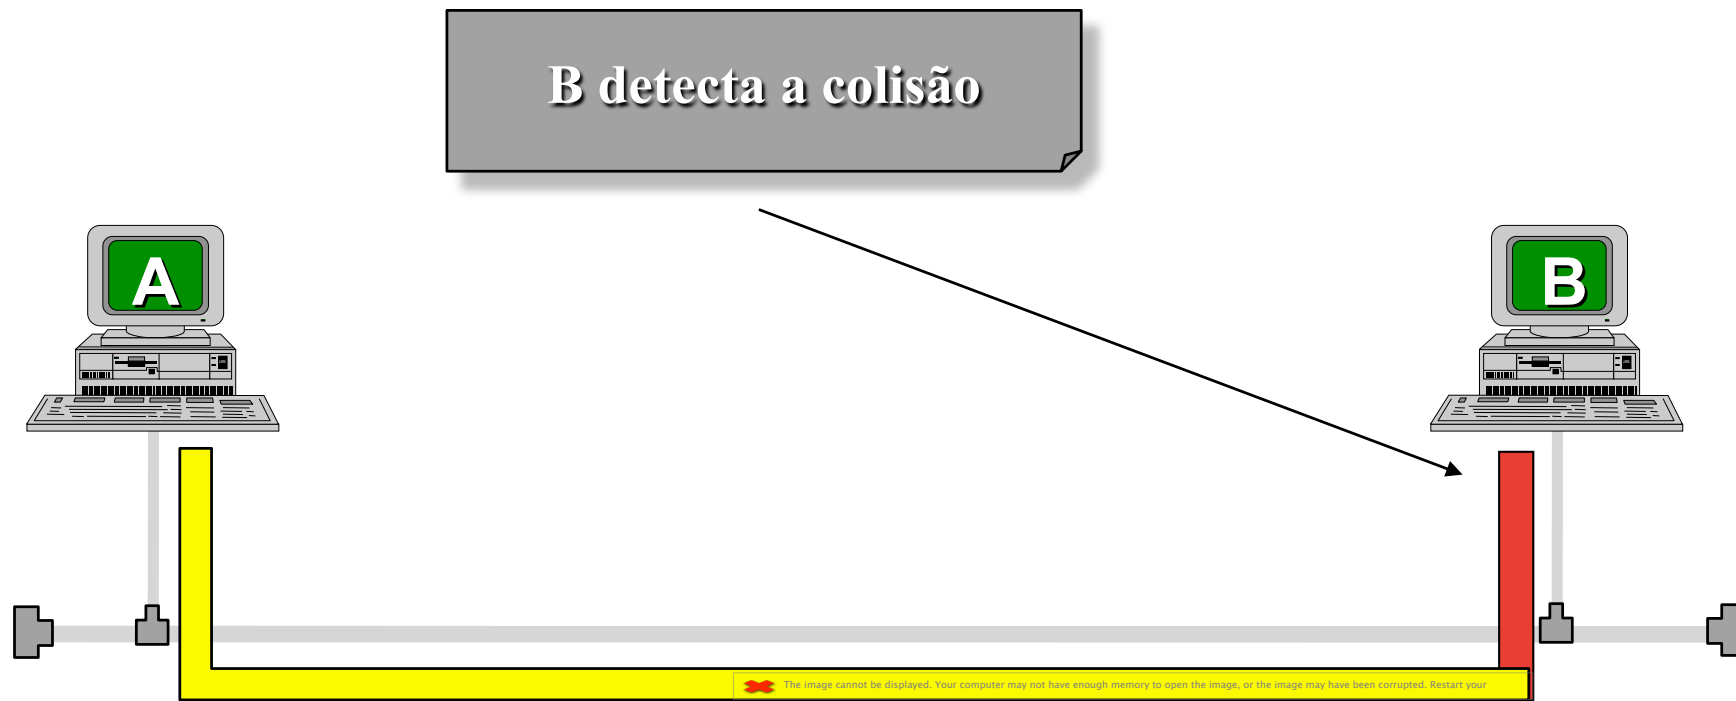 B detecta a colisão
A
B
The image cannot be displayed. Your computer may not have enough memory to open the image, or the image may have been corrupted. Restart your